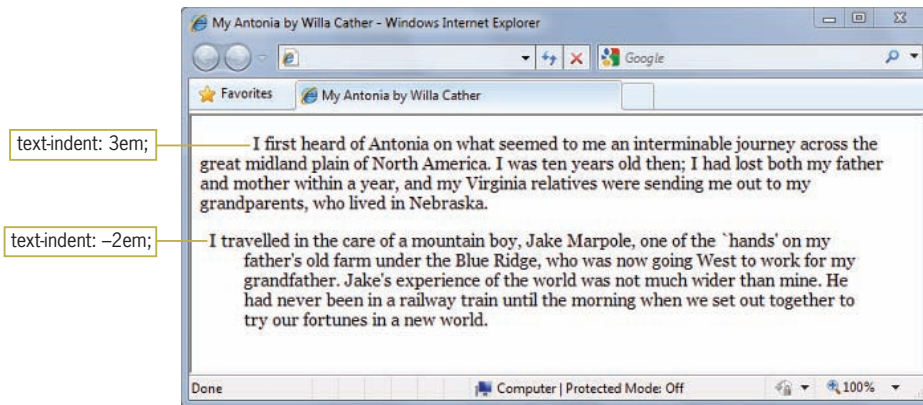 My Antonia by Willa Cather - Windows Internet Explorer
Google
Favorites
My Antonia by Willa Cather
text-indent: 3em;
I first heard of Antonia on what seemed to me an interminable journey across the
great midland plain of North America. I was ten years old then; I had lost both my father
and mother within a year, and my Virginia relatives were sending me out to my
grandparents, who lived in Nebraska.
text-indent: –2em;
I travelled in the care of a mountain boy, Jake Marpole, one of the `hands' on my
father's old farm under the Blue Ridge, who was now going West to work for my
grandfather. Jake's experience of the world was not much wider than mine. He
had never been in a railway train until the morning when we set out together to
try our fortunes in a new world.
Done
Computer | Protected Mode: Off
100%